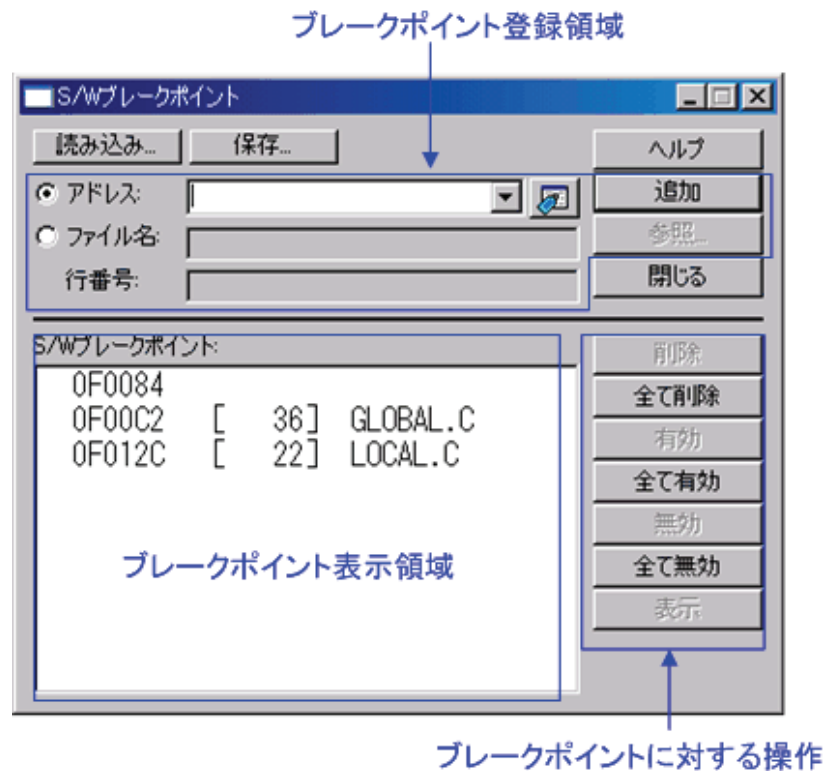 ブレークポイント登録領域
S/Wブレークポイント
読み込み...
保存...
ヘルプ
アドレス:
追加
ファイル名:
参照...
行番号:
閉じる
S/Wブレークポイント:
削除
0F0084
全て削除
0F00C2 [ 36] GLOBAL.C
有効
0F012C [ 22] LOCAL.C
全て有効
無効
ブレークポイント表示領域
全て無効
表示
ブレークポイントに対する操作